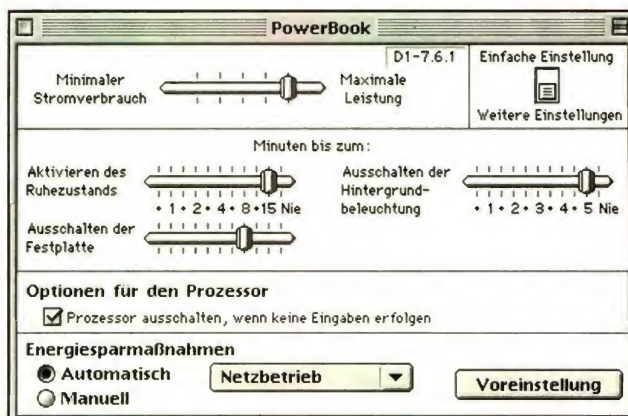 PowerBook
D1-7.6.1
Minimaler
Stromverbrauch
Maximale
Leistung
Einfache Einstellung
Weitere Einstellungen
Minuten bis zum:
Aktivieren des
Ruhezustands
• 1 • 2 • 4 • 8 •15 Nie
Ausschalten der
Hintergrund-
beleuchtung
• 1 • 2 • 3 • 4 • 5 Nie
Ausschalten der
Festplatte
Optionen für den Prozessor
Prozessor ausschalten, wenn keine Eingaben erfolgen
Energiesparmaßnahmen
Automatisch
Manuell
Netzbetrieb
Voreinstellung